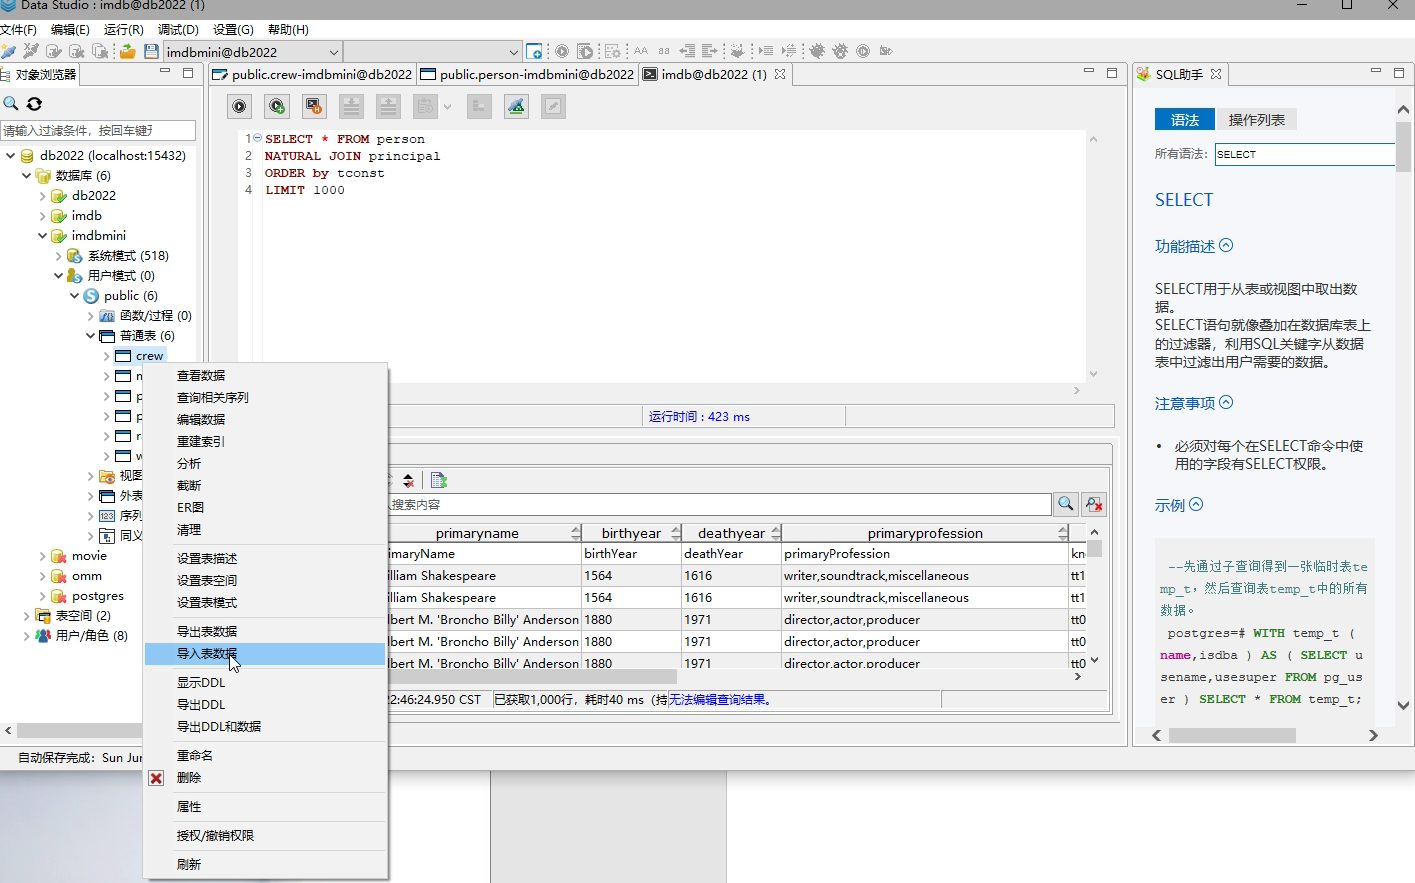 Data Studio : imdb@db2022 (1)
文件(F) 编辑(E) 运行(R) 调试(D) 设置(G) 帮助(H)
imdbmini@db2022
对象浏览器
请输入过滤条件，按回车键
db2022 (localhost:15432)
数据库 (6)
db2022
imdb
imdbmini
系统模式 (518)
用户模式 (0)
public (6)
函数/过程 (0)
普通表 (6)
crew
视图
外表
序列
同义
movie
omm
postgres
表空间 (2)
用户/角色 (8)
自动保存完成：Sun Jun
查看数据
查询相关序列
编辑数据
重建索引
分析
截断
ER图
清理
设置表描述
设置表空间
设置表模式
导出表数据
导入表数据
显示DDL
导出DDL
导出DDL和数据
重命名
删除
属性
授权/撤销权限
刷新
public.crew-imdbmini@db2022 public.person-imdbmini@db2022 imdb@db2022 (1)
1 SELECT * FROM person
2 NATURAL JOIN principal
3 ORDER by tconst
4 LIMIT 1000
运行时间 : 423 ms
搜索内容
primaryname birthyear deathyear primaryprofession
imaryName birthYear deathYear primaryProfession kn
illiam Shakespeare 1564 1616 writer,soundtrack,miscellaneous tt1
illiam Shakespeare 1564 1616 writer,soundtrack,miscellaneous tt1
lbert M. 'Broncho Billy' Anderson 1880 1971 director,actor,producer tt0
lbert M. 'Broncho Billy' Anderson 1880 1971 director,actor,producer tt0
lbert M. 'Broncho Billy' Anderson 1880 1971 director,actor,producer tt0
2:46:24.950 CST 已获取1,000行，耗时40 ms (持 无法编辑查询结果。
SQL助手
语法 操作列表
所有语法: SELECT
SELECT
功能描述
SELECT用于从表或视图中取出数
据。
SELECT语句就像叠加在数据库表上
的过滤器，利用SQL关键字从数据
表中过滤出用户需要的数据。
注意事项
• 必须对每个在SELECT命令中使
用的字段有SELECT权限。
示例
--先通过子查询得到一张临时表te
mp_t，然后查询表temp_t中的所有
数据。
postgres=# WITH temp_t (
name,isdba ) AS ( SELECT u
sename,usesuper FROM pg_us
er ) SELECT * FROM temp_t;